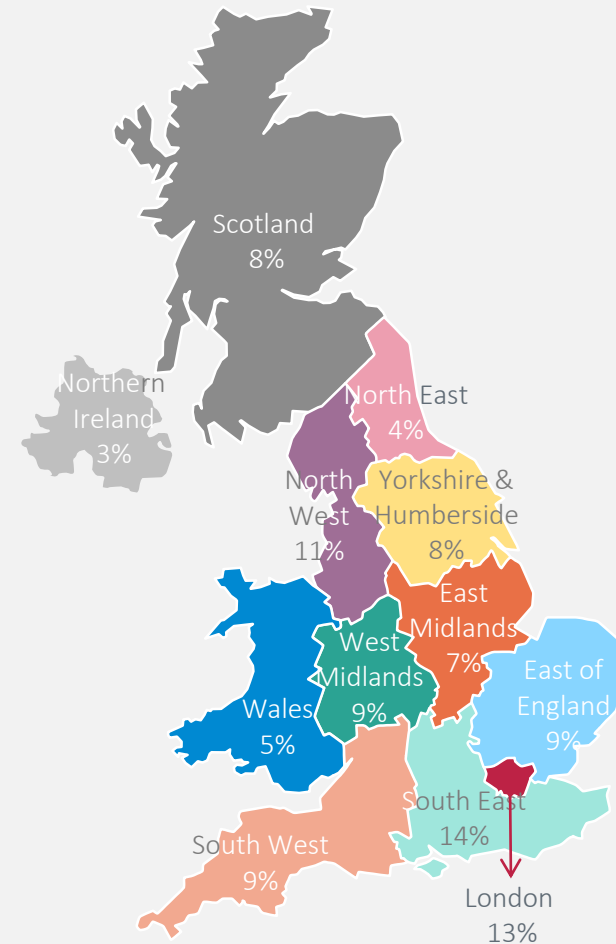 Scotland
8%
Northern
Ireland
3%
North East
4%
North
West
11%
Yorkshire &
Humberside
8%
East
Midlands
7%
West
Midlands
9%
East of
England
9%
Wales
5%
South East
14%
South West
9%
London
13%